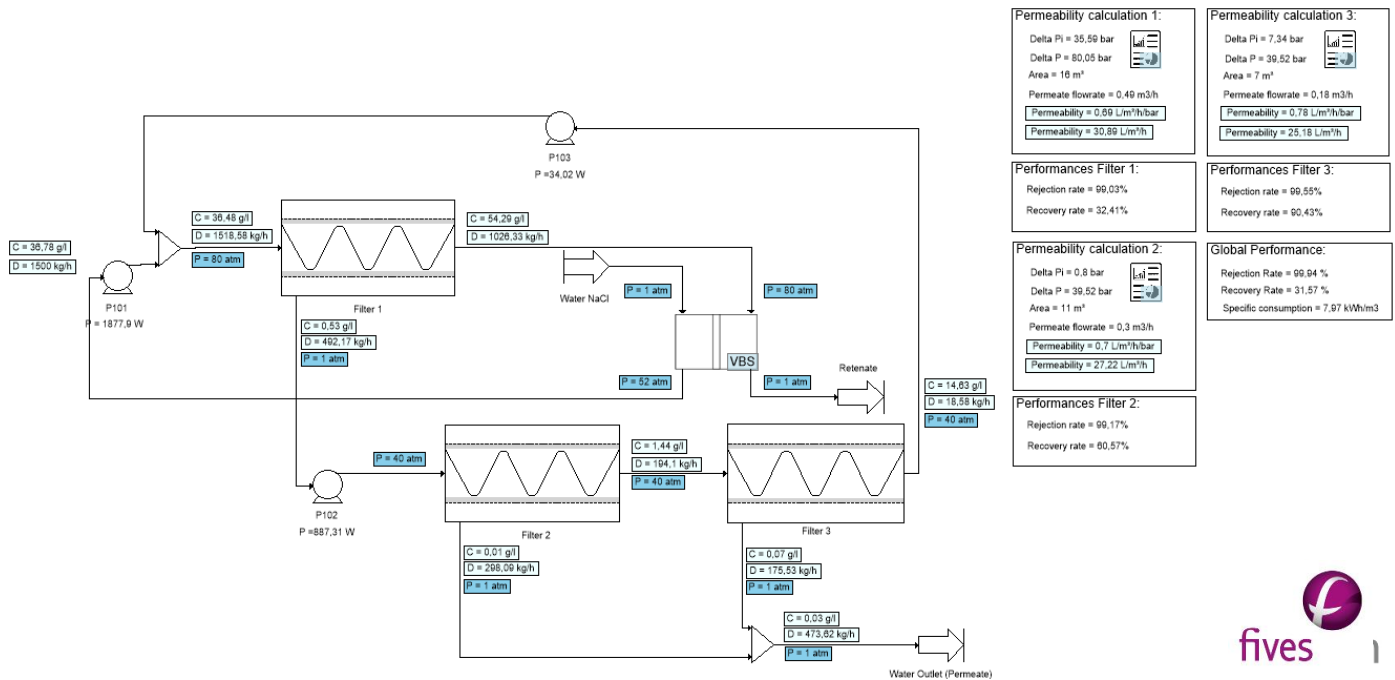 Permeability calculation 1:
Delta Pi = 35,59 bar
Delta P = 80,05 bar
Area = 16 m²
Permeate flowrate = 0,49 m3/h
Permeability = 0,69 L/m²/h/bar
Permeability = 30,89 L/m²/h
Permeability calculation 3:
Delta Pi = 7,34 bar
Delta P = 39,52 bar
Area = 7 m²
Permeate flowrate = 0,18 m3/h
Permeability = 0,78 L/m²/h/bar
Permeability = 25,18 L/m²/h
Performances Filter 1:
Rejection rate = 99,03%
Recovery rate = 32,41%
Performances Filter 3:
Rejection rate = 99,55%
Recovery rate = 90,43%
Permeability calculation 2:
Delta Pi = 0,8 bar
Delta P = 39,52 bar
Area = 11 m²
Permeate flowrate = 0,3 m3/h
Permeability = 0,7 L/m²/h/bar
Permeability = 27,22 L/m²/h
Global Performance:
Rejection Rate = 99,94 %
Recovery Rate = 31,57 %
Specific consumption = 7,97 kWh/m3
Performances Filter 2:
Rejection rate = 99,17%
Recovery rate = 60,57%
P103
P =34,02 W
C = 36,78 g/l
D = 1500 kg/h
P101
P = 1877,9 W
C = 36,48 g/l
D = 1518,58 kg/h
P = 80 atm
Filter 1
C = 54,29 g/l
D = 1026,33 kg/h
Water NaCl
P = 1 atm
P = 80 atm
VBS
P = 52 atm
P = 1 atm
Retenate
C = 0,53 g/l
D = 492,17 kg/h
P = 1 atm
C = 14,63 g/l
D = 18,58 kg/h
P = 40 atm
P102
P =887,31 W
P = 40 atm
Filter 2
C = 1,44 g/l
D = 194,1 kg/h
P = 40 atm
Filter 3
C = 0,01 g/l
D = 298,09 kg/h
P = 1 atm
C = 0,07 g/l
D = 175,53 kg/h
P = 1 atm
C = 0,03 g/l
D = 473,62 kg/h
P = 1 atm
Water Outlet (Permeate)
fives